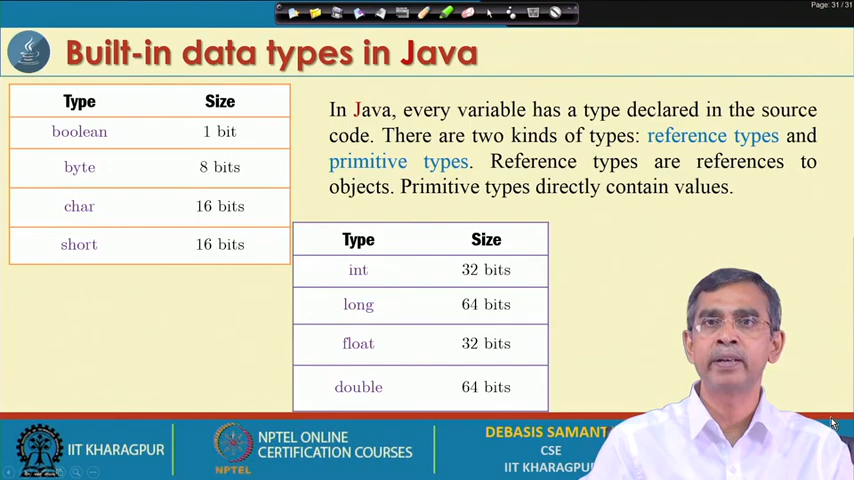 Page: 31 / 31
Built-in data types in Java
Type Size
boolean 1 bit
byte 8 bits
char 16 bits
short 16 bits
In Java, every variable has a type declared in the source
code. There are two kinds of types: reference types and
primitive types. Reference types are references to
objects. Primitive types directly contain values.
Type Size
int 32 bits
long 64 bits
float 32 bits
double 64 bits
IIT KHARAGPUR
NPTEL
NPTEL ONLINE
CERTIFICATION COURSES
DEBASIS SAMANT
CSE
IIT KHARAGP